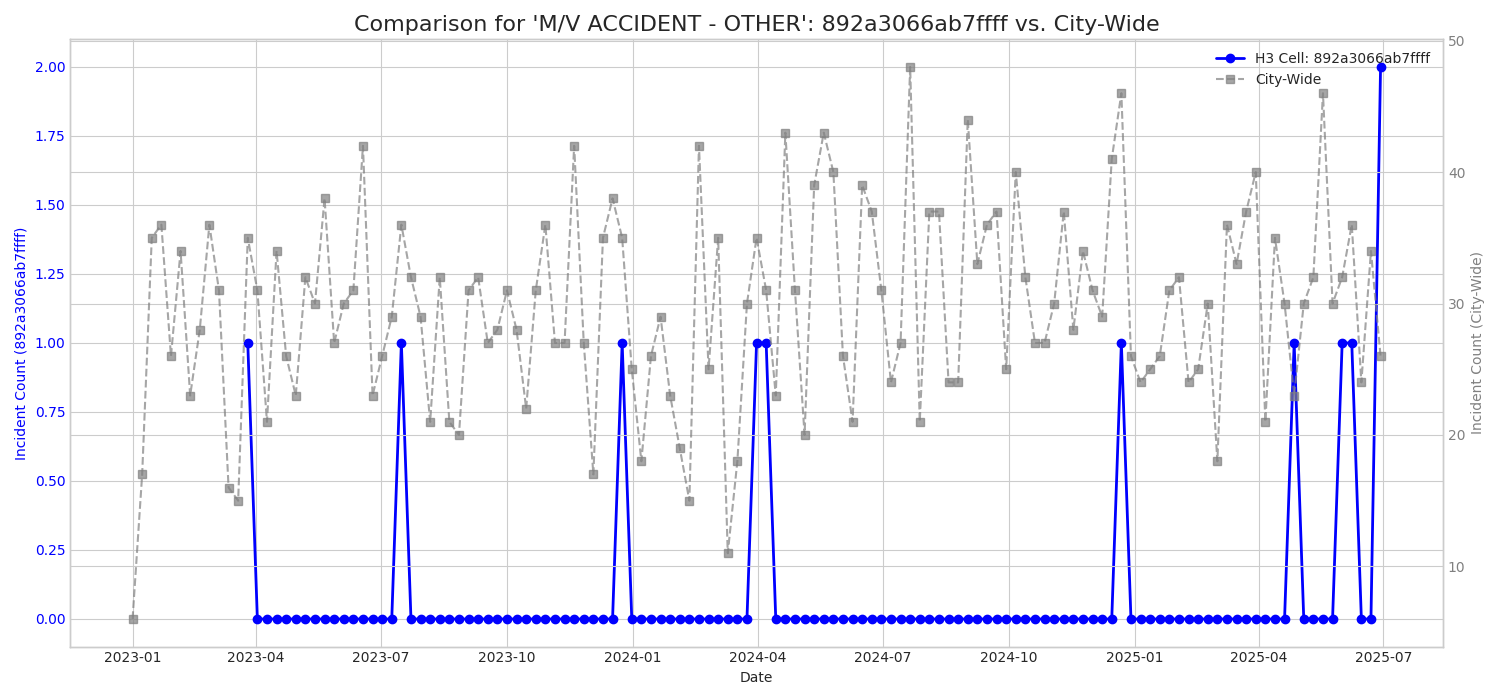 Comparison for 'M/V ACCIDENT - OTHER': 892a3066ab7ffff vs. City-Wide
H3 Cell: 892a3066ab7ffff
City-Wide
Incident Count (892a3066ab7ffff)
2.00
1.75
1.50
1.25
1.00
0.75
0.50
0.25
0.00
50
40
30
20
10
Incident Count (City-Wide)
2023-01 2023-04 2023-07 2023-10 2024-01 2024-04 2024-07 2024-10 2025-01 2025-04 2025-07
Date